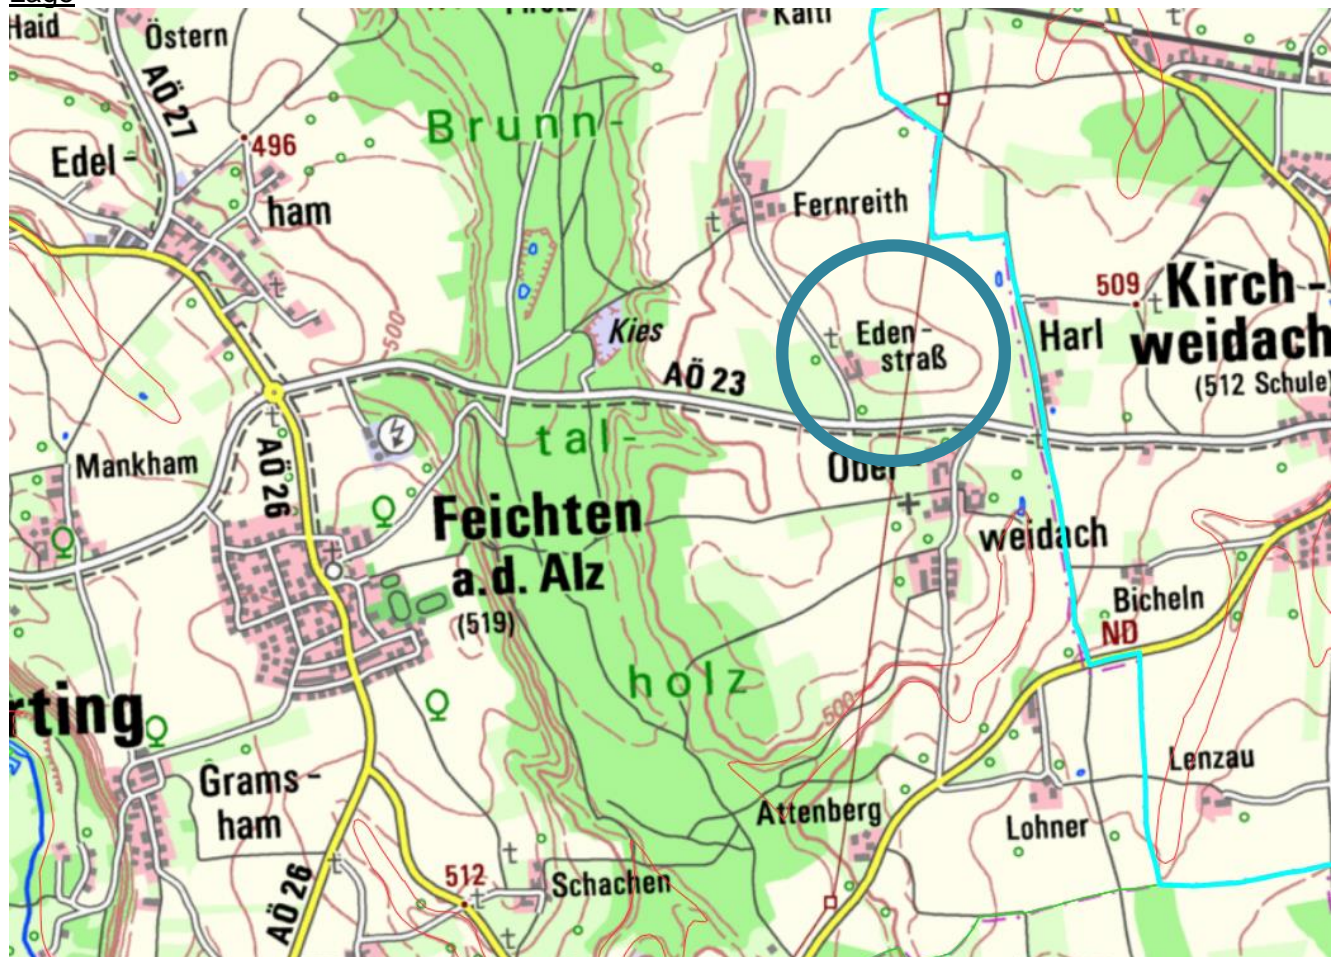 Lage
Haid
Östern
AÖ 27
Edel-
ham
496
Brunn-
Fernreith
Kies
500
AÖ 23
Eden-
straß
509
Kirch-
weidach
(512 Schule)
Harl
Mankham
AÖ 26
tal-
Ober-
weidach
Feichten
a.d. Alz
(519)
Bicheln
ND
holz
500
rting
Grams-
ham
Attenberg
Lenzau
Lohner
AÖ 26
512
Schachen